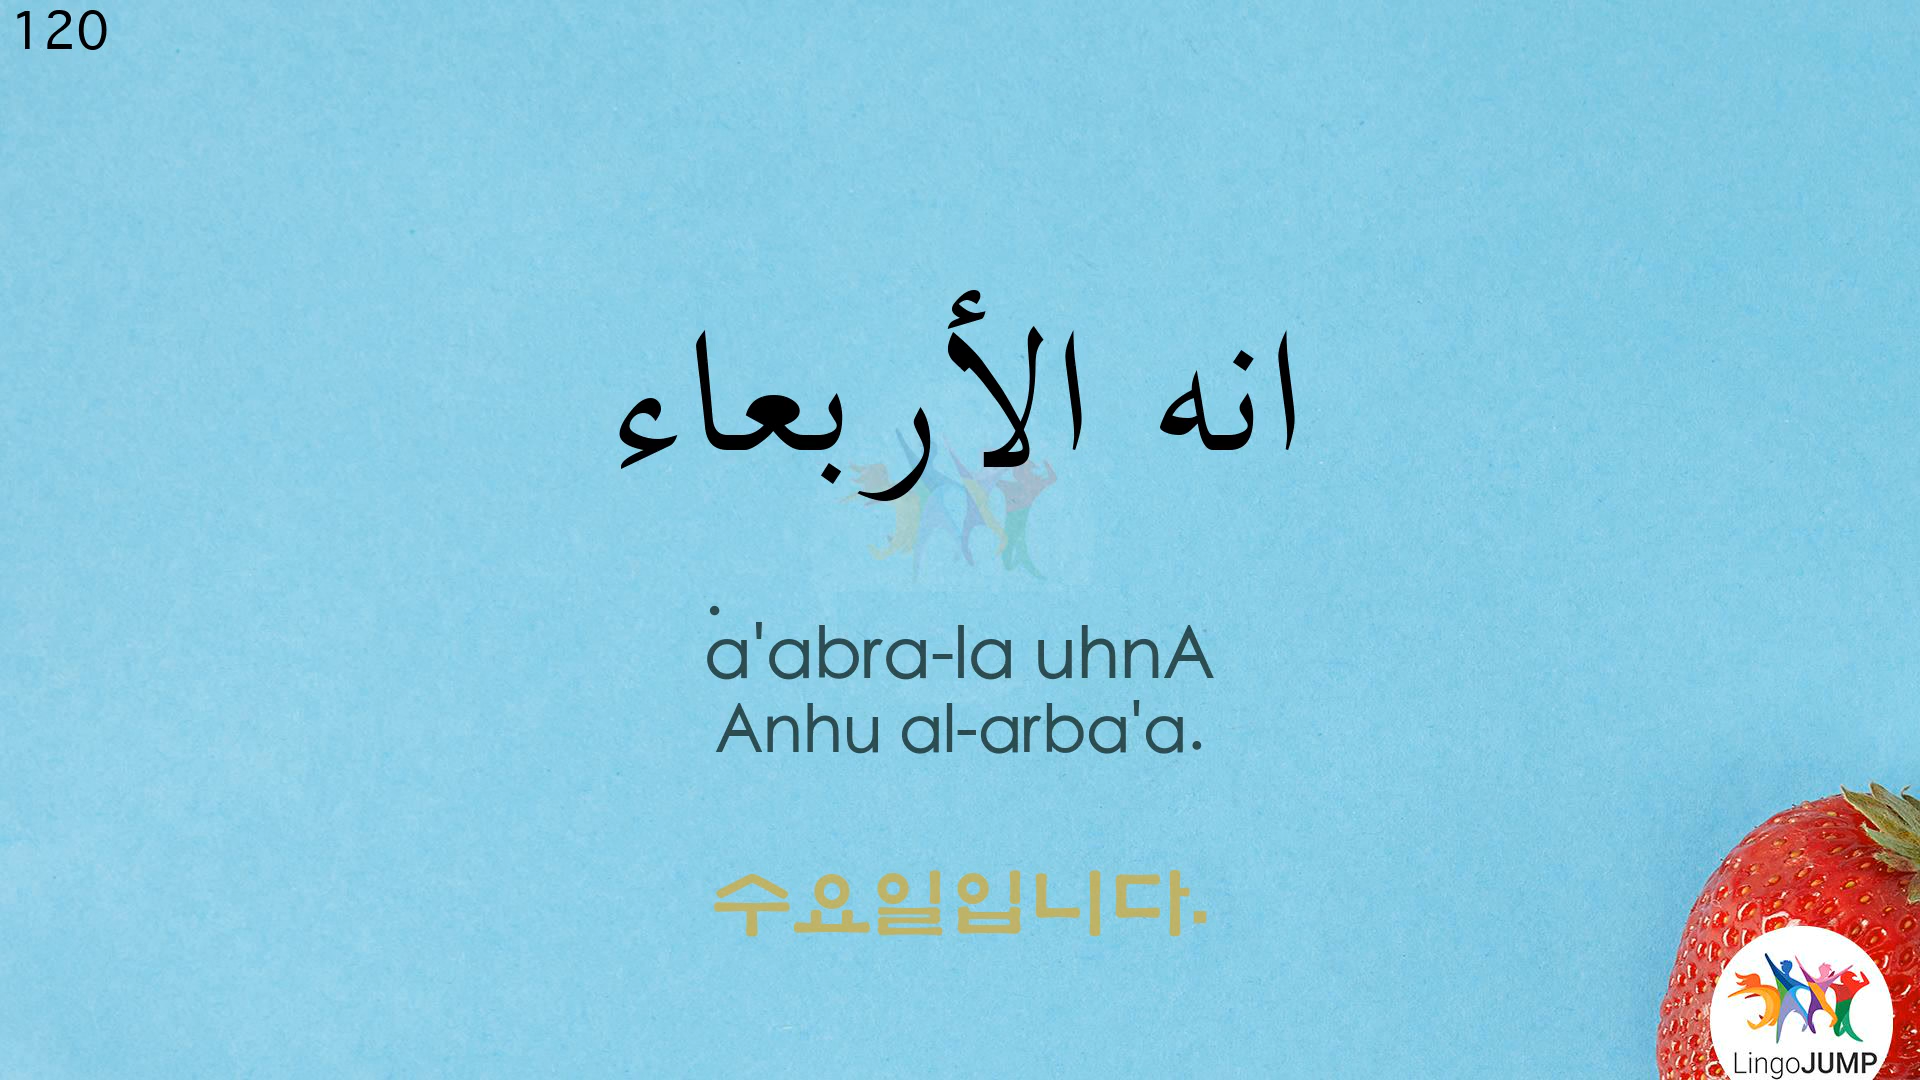 120
انه الأربعاء
.
a'abra-la uhnA
Anhu al-arba'a.
수요일입니다.
LingoJUMP